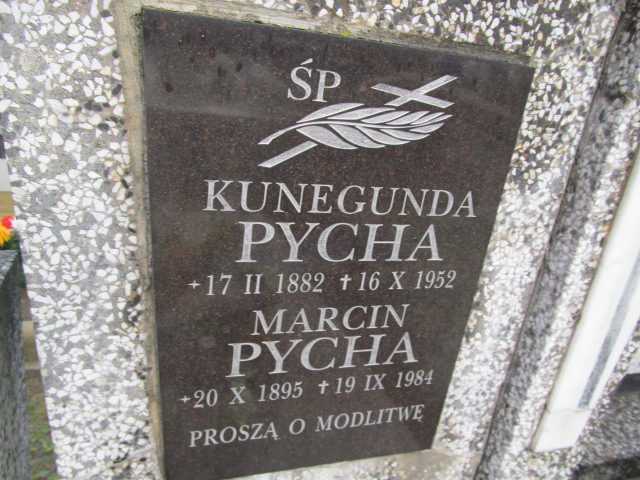 ŚP
KUNEGUNDA
PYCHA
+17 II 1882 ✝ 16 X 1952
MARCIN
PYCHA
+20 X 1895 ✝ 19 IX 1984
PROSZĄ O MODLITWĘ